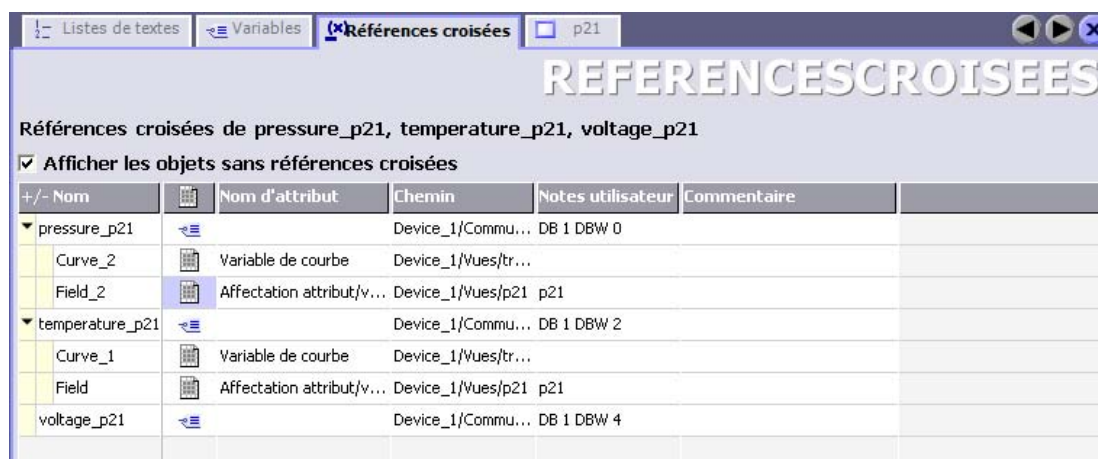 Listes de textes Variables Références croisées p21
REFERENCESCROISEES
Références croisées de pressure_p21, temperature_p21, voltage_p21
Afficher les objets sans références croisées
+/- Nom Nom d'attribut Chemin Notes utilisateur Commentaire
pressure_p21 Device_1/Commu... DB 1 DBW 0
Curve_2 Variable de courbe Device_1/Vues/tr...
Field_2 Affectation attribut/v... Device_1/Vues/p21 p21
temperature_p21 Device_1/Commu... DB 1 DBW 2
Curve_1 Variable de courbe Device_1/Vues/tr...
Field Affectation attribut/v... Device_1/Vues/p21 p21
voltage_p21 Device_1/Commu... DB 1 DBW 4